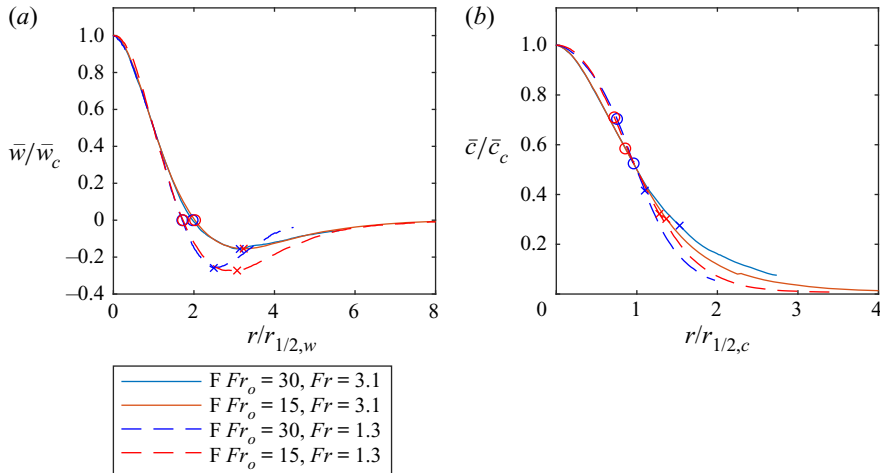 (a)
1.0
0.8
0.6
0.4
0.2
0
−0.2
−0.4
w̄/w̄c
0 2 4 6 8
r/r1/2,w
(b)
1.0
0.8
0.6
0.4
0.2
0
c̄/c̄c
0 1 2 3 4
r/r1/2,c
F Fro = 30, Fr = 3.1
F Fro = 15, Fr = 3.1
F Fro = 30, Fr = 1.3
F Fro = 15, Fr = 1.3